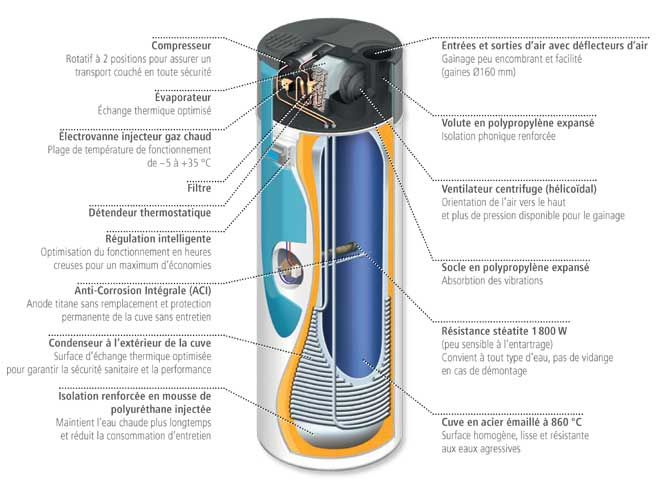 Compresseur
Rotatif à 2 positions pour assurer un
transport couché en toute sécurité
Évaporateur
Échange thermique optimisé
Électrovanne injecteur gaz chaud
Plage de température de fonctionnement
de –5 à +35 °C
Filtre
Détendeur thermostatique
Régulation intelligente
Optimisation du fonctionnement en heures
creuses pour un maximum d'économies
Anti-Corrosion Intégrale (ACI)
Anode titane sans remplacement et protection
permanente de la cuve sans entretien
Condenseur à l'extérieur de la cuve
Surface d'échange thermique optimisée
pour garantir la sécurité sanitaire et la performance
Isolation renforcée en mousse de
polyuréthane injectée
Maintient l'eau chaude plus longtemps
et réduit la consommation d'entretien
Entrées et sorties d'air avec déflecteurs d'air
Gainage peu encombrant et facilité
(gaines Ø160 mm)
Volute en polypropylène expansé
Isolation phonique renforcée
Ventilateur centrifuge (hélicoïdal)
Orientation de l'air vers le haut
et plus de pression disponible pour le gainage
Socle en polypropylène expansé
Absorbtion des vibrations
Résistance stéatite 1 800 W
(peu sensible à l'entartrage)
Convient à tout type d'eau, pas de vidange
en cas de démontage
Cuve en acier émaillé à 860 °C
Surface homogène, lisse et résistante
aux eaux agressives